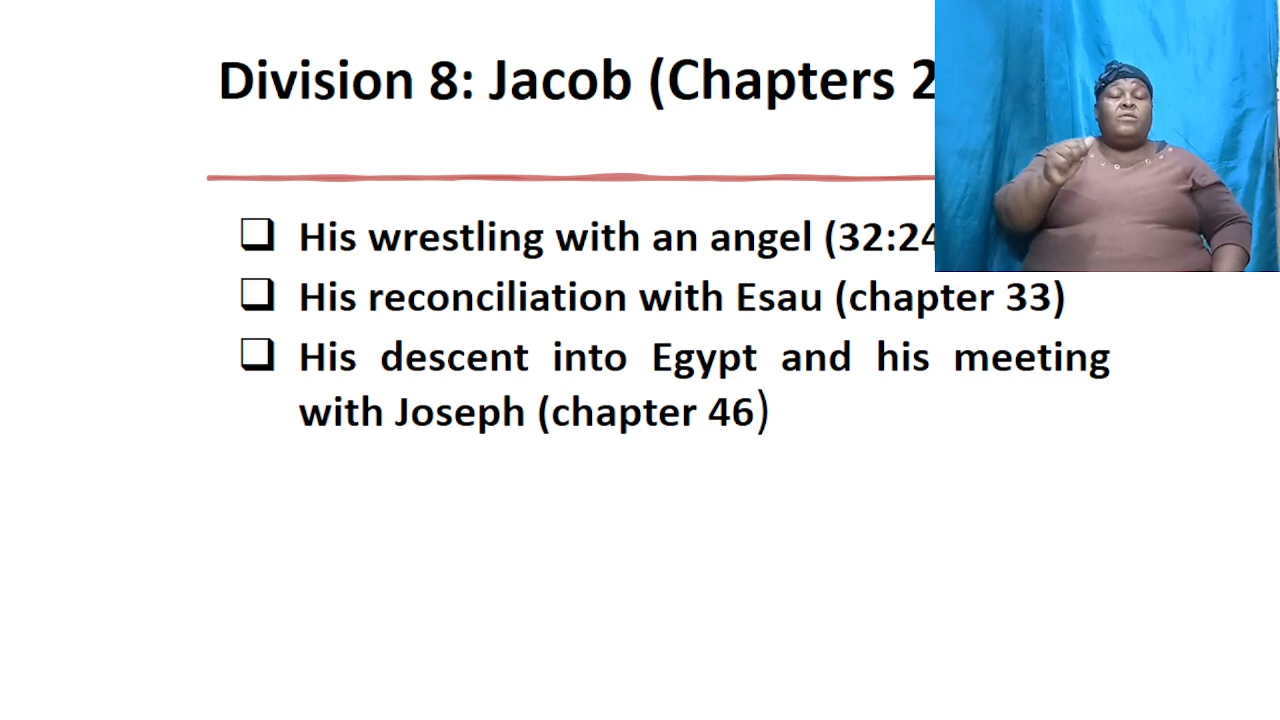 Division 8: Jacob (Chapters 2
❑ His wrestling with an angel (32:24
❑ His reconciliation with Esau (chapter 33)
❑ His descent into Egypt and his meeting
with Joseph (chapter 46)